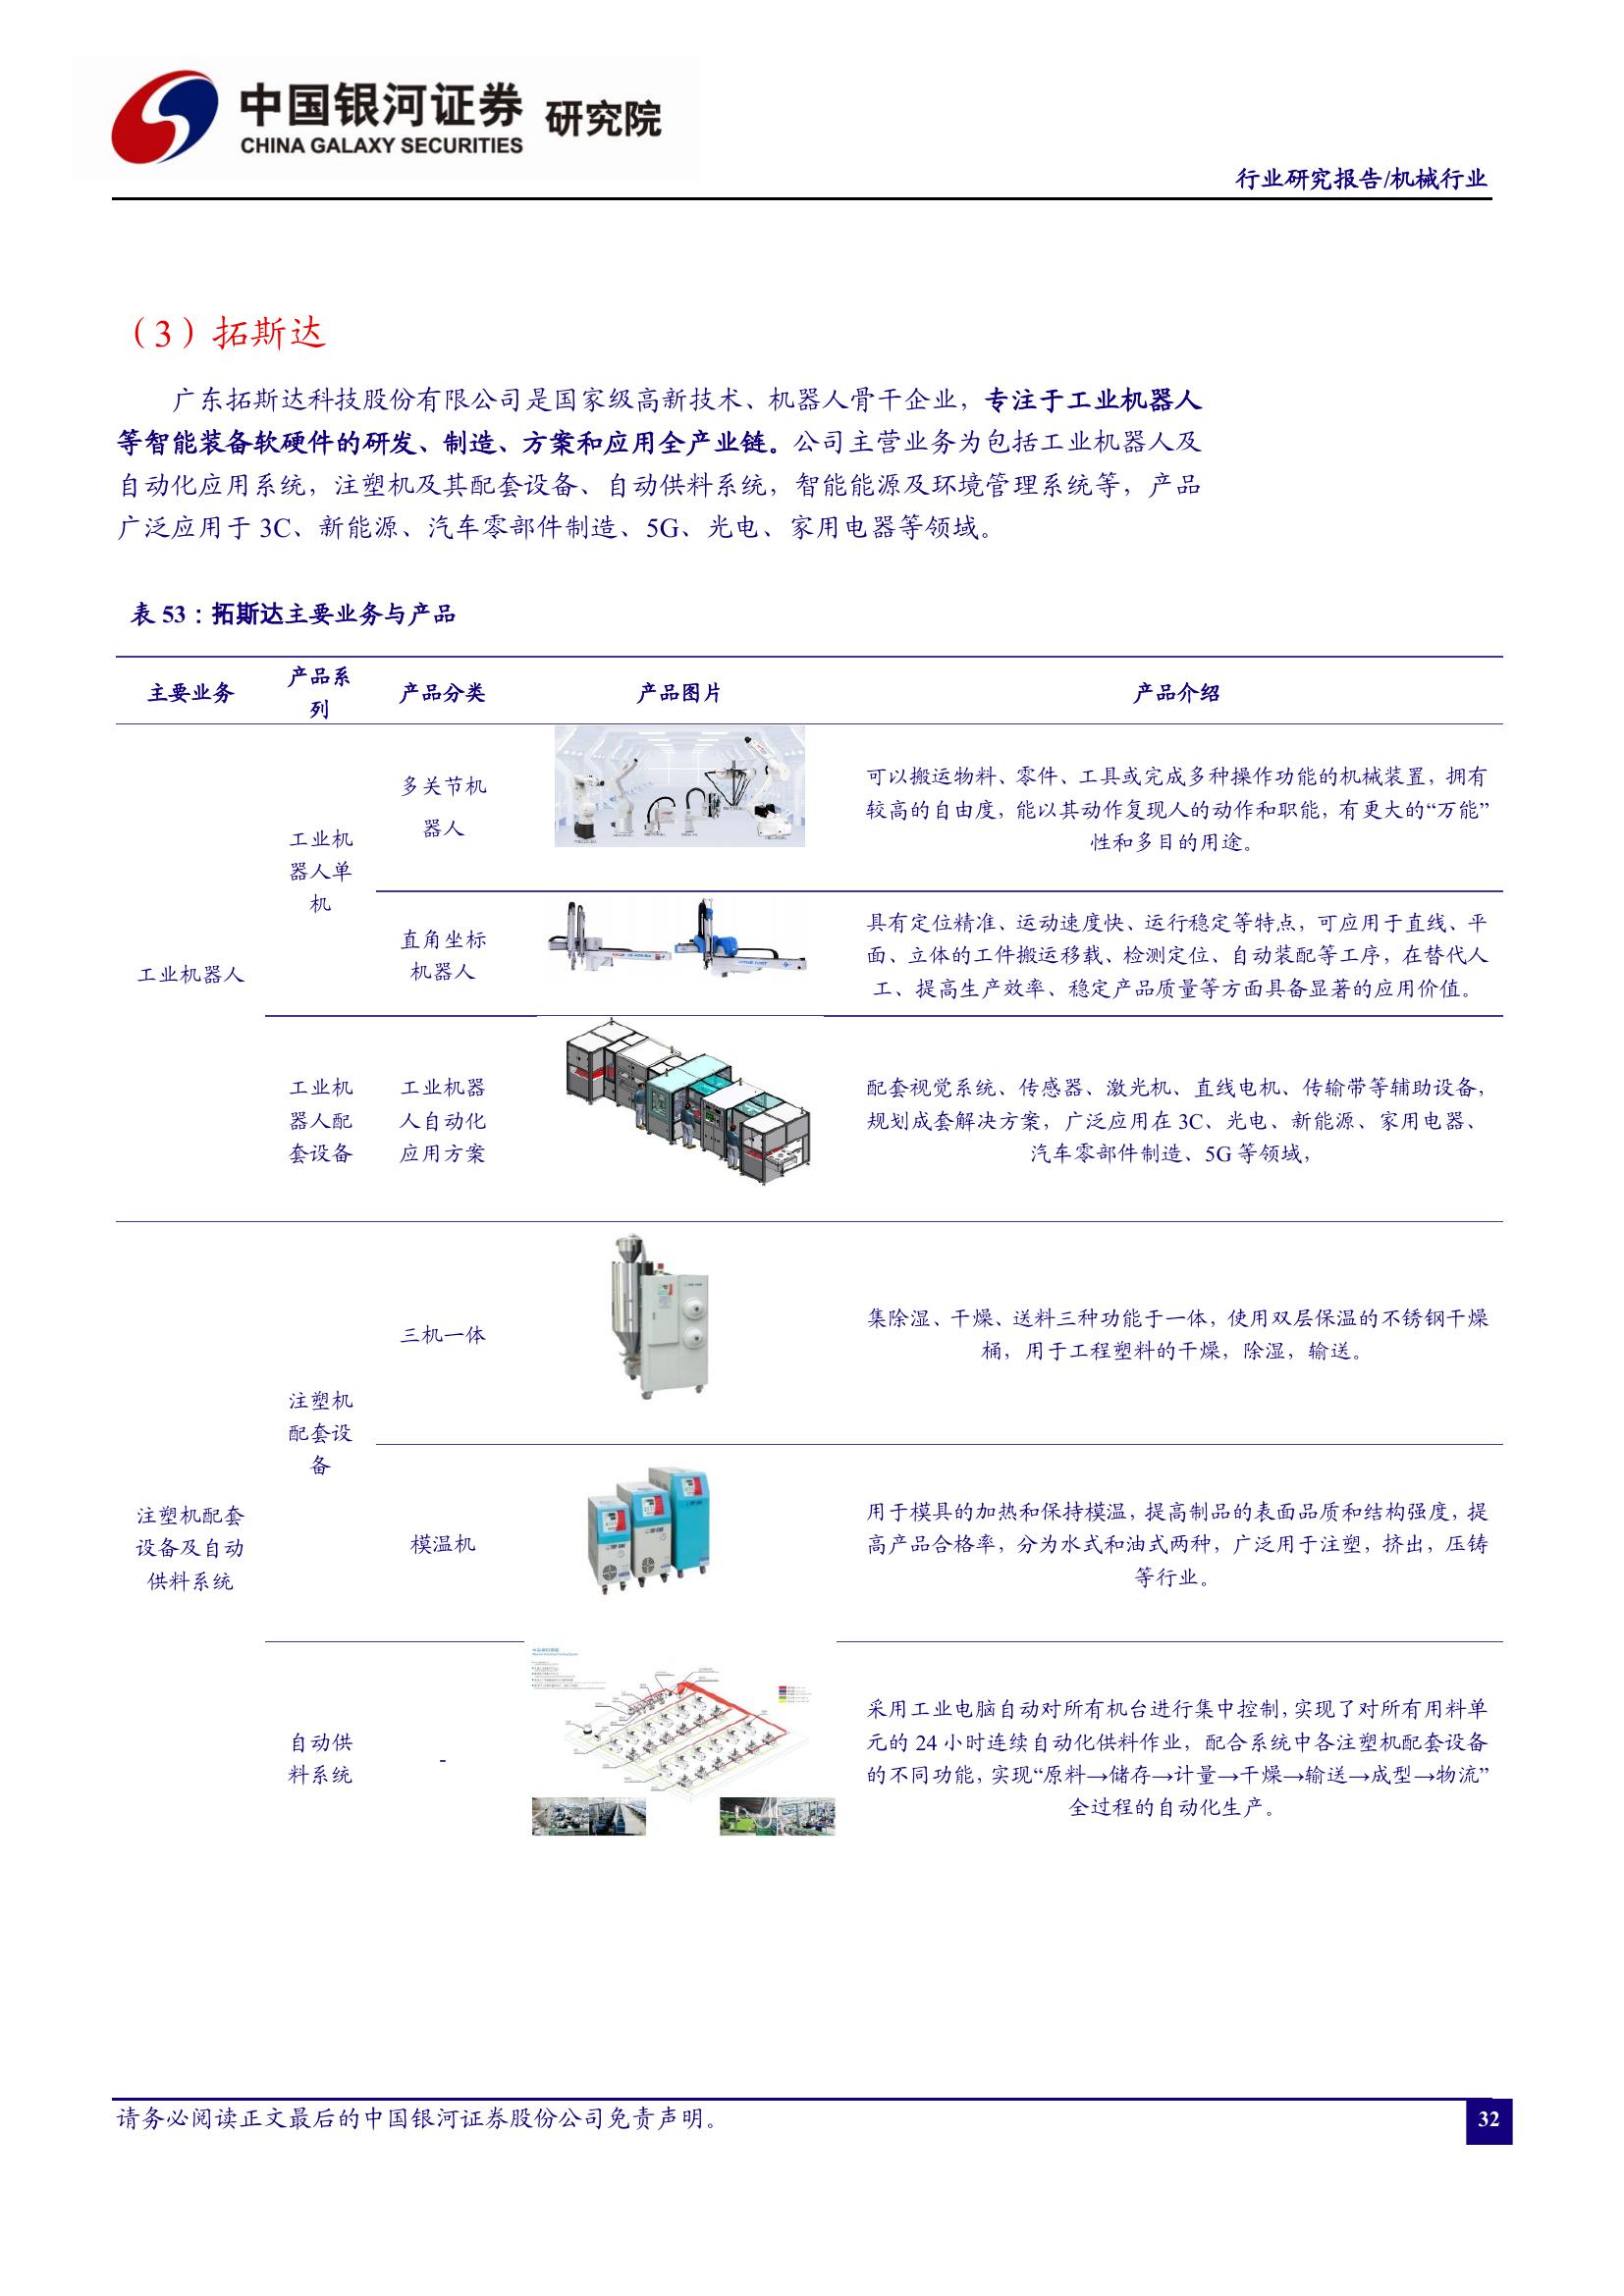 中国银河证券 研究院
CHINA GALAXY SECURITIES
行业研究报告/机械行业
（3）拓斯达
广东拓斯达科技股份有限公司是国家级高新技术、机器人骨干企业，专注于工业机器人
等智能装备软硬件的研发、制造、方案和应用全产业链。公司主营业务为包括工业机器人及
自动化应用系统，注塑机及其配套设备、自动供料系统，智能能源及环境管理系统等，产品
广泛应用于 3C、新能源、汽车零部件制造、5G、光电、家用电器等领域。
表 53：拓斯达主要业务与产品
主要业务 产品系列 产品分类 产品图片 产品介绍
工业机器人
工业机
器人单
机
多关节机
器人
可以搬运物料、零件、工具或完成多种操作功能的机械装置，拥有
较高的自由度，能以其动作复现人的动作和职能，有更大的“万能”
性和多目的用途。
直角坐标
机器人
具有定位精准、运动速度快、运行稳定等特点，可应用于直线、平
面、立体的工件搬运移载、检测定位、自动装配等工序，在替代人
工、提高生产效率、稳定产品质量等方面具备显著的应用价值。
工业机
器人配
套设备
工业机器
人自动化
应用方案
配套视觉系统、传感器、激光机、直线电机、传输带等辅助设备，
规划成套解决方案，广泛应用在 3C、光电、新能源、家用电器、
汽车零部件制造、5G 等领域，
注塑机配套
设备及自动
供料系统
注塑机
配套设
备
三机一体
集除湿、干燥、送料三种功能于一体，使用双层保温的不锈钢干燥
桶，用于工程塑料的干燥，除湿，输送。
模温机
用于模具的加热和保持模温，提高制品的表面品质和结构强度，提
高产品合格率，分为水式和油式两种，广泛用于注塑，挤出，压铸
等行业。
自动供
料系统
-
采用工业电脑自动对所有机台进行集中控制，实现了对所有用料单
元的 24 小时连续自动化供料作业，配合系统中各注塑机配套设备
的不同功能，实现“原料→储存→计量→干燥→输送→成型→物流”
全过程的自动化生产。
请务必阅读正文最后的中国银河证券股份公司免责声明。
32